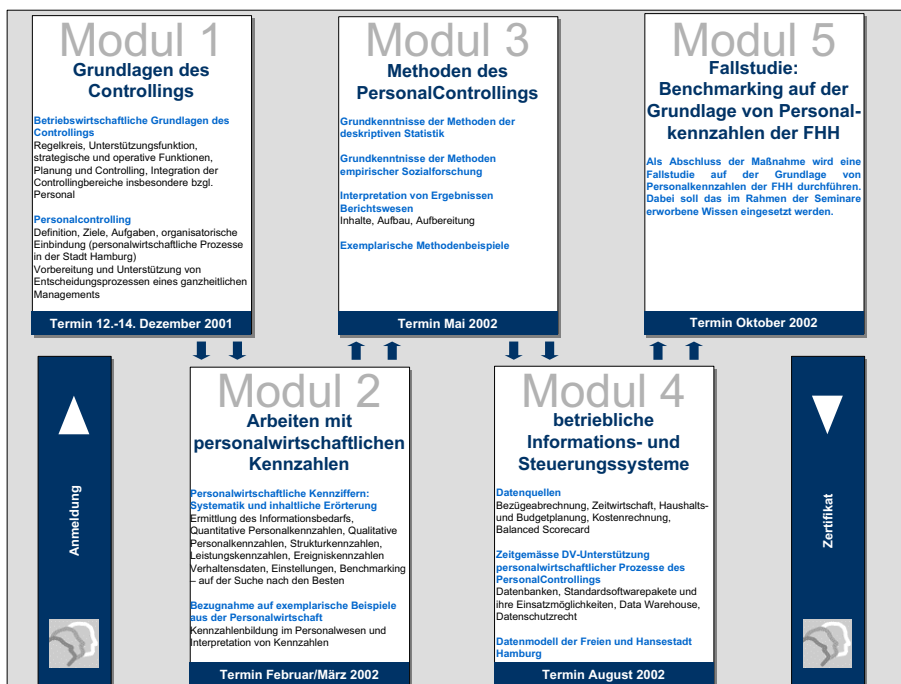 Modul 1
Grundlagen des
Controllings
Betriebswirtschaftliche Grundlagen des
Controllings
Regelkreis, Unterstützungsfunktion,
strategische und operative Funktionen,
Planung und Controlling, Integration der
Controllingbereiche insbesondere bzgl.
Personal
Personalcontrolling
Definition, Ziele, Aufgaben, organisatorische
Einbindung (personalwirtschaftliche Prozesse
in der Stadt Hamburg)
Vorbereitung und Unterstützung von
Entscheidungsprozessen eines ganzheitlichen
Managements
Termin 12.-14. Dezember 2001
Modul 3
Methoden des
PersonalControllings
Grundkenntnisse der Methoden der
deskriptiven Statistik
Grundkenntnisse der Methoden
empirischer Sozialforschung
Interpretation von Ergebnissen
Berichtswesen
Inhalte, Aufbau, Aufbereitung
Exemplarische Methodenbeispiele
Termin Mai 2002
Modul 5
Fallstudie:
Benchmarking auf der
Grundlage von Personal-
kennzahlen der FHH
Als Abschluss der Maßnahme wird eine
Fallstudie auf der Grundlage von
Personalkennzahlen der FHH durchführen.
Dabei soll das im Rahmen der Seminare
erworbene Wissen eingesetzt werden.
Termin Oktober 2002
Anmeldung
Modul 2
Arbeiten mit
personalwirtschaftlichen
Kennzahlen
Personalwirtschaftliche Kennziffern:
Systematik und inhaltliche Erörterung
Ermittlung des Informationsbedarfs,
Quantitative Personalkennzahlen, Qualitative
Personalkennzahlen, Strukturkennzahlen,
Leistungskennzahlen, Ereigniskennzahlen
Verhaltensdaten, Einstellungen, Benchmarking
– auf der Suche nach den Besten
Bezugnahme auf exemplarische Beispiele
aus der Personalwirtschaft
Kennzahlenbildung im Personalwesen und
Interpretation von Kennzahlen
Termin Februar/März 2002
Modul 4
betriebliche
Informations- und
Steuerungssysteme
Datenquellen
Bezügeabrechnung, Zeitwirtschaft, Haushalts-
und Budgetplanung, Kostenrechnung,
Balanced Scorecard
Zeitgemässe DV-Unterstützung
personalwirtschaftlicher Prozesse des
PersonalControllings
Datenbanken, Standardsoftwarepakete und
ihre Einsatzmöglichkeiten, Data Warehouse,
Datenschutzrecht
Datenmodell der Freien und Hansestadt
Hamburg
Termin August 2002
Zertifikat